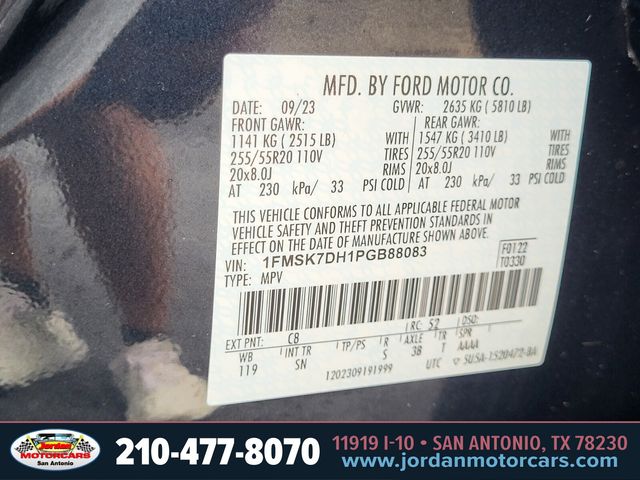 MFD. BY FORD MOTOR CO.
DATE: 09/23 GVWR: 2635 KG ( 5810 LB)
FRONT GAWR: REAR GAWR:
1141 KG ( 2515 LB) WITH 1547 KG ( 3410 LB) WITH
255/55R20 110V TIRES 255/55R20 110V TIRES
20x8.0J RIMS 20x8.0J RIMS
AT 230 kPa/ 33 PSI COLD AT 230 kPa/ 33 PSI COLD
THIS VEHICLE CONFORMS TO ALL APPLICABLE FEDERAL MOTOR
VEHICLE SAFETY AND THEFT PREVENTION STANDARDS IN
EFFECT ON THE DATE OF MANUFACTURE SHOWN ABOVE.
VIN: 1FMSK7DH1PGB88083 F0122
TYPE: MPV T0330
EXT PNT: C8 RC: 52 DSO:
WB INT TR TP/PS R AXLE TR SPR
119 SN S 3B T AAAA
1202309191999 UTC 5U5A-1520472-BA
Jordan
MOTORCARS
San Antonio
210-477-8070
11919 I-10 • SAN ANTONIO, TX 78230
www.jordanmotorcars.com